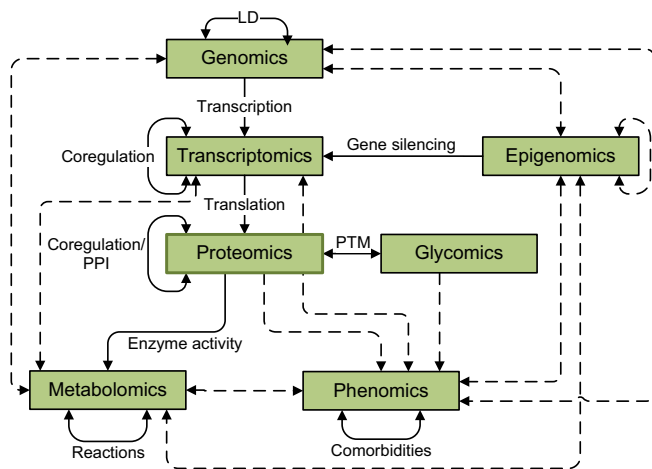 LD
Genomics
Transcription
Coregulation
Transcriptomics
Gene silencing
Epigenomics
Translation
Coregulation/
PPI
Proteomics
PTM
Glycomics
Enzyme activity
Metabolomics
Phenomics
Reactions
Comorbidities